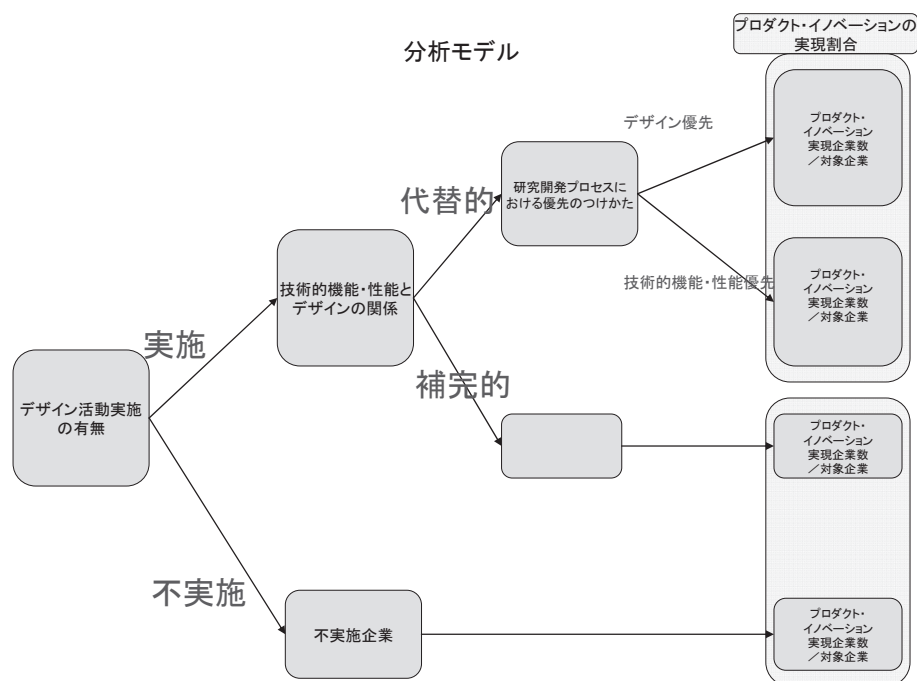 プロダクト・イノベーションの
実現割合
分析モデル
デザイン優先
プロダクト・
イノベーション
実現企業数
／対象企業
代替的
研究開発プロセスに
おける優先のつけかた
技術的機能・性能優先
プロダクト・
イノベーション
実現企業数
／対象企業
技術的機能・性能と
デザインの関係
実施
補完的
デザイン活動実施
の有無
プロダクト・
イノベーション
実現企業数
／対象企業
不実施
不実施企業
プロダクト・
イノベーション
実現企業数
／対象企業